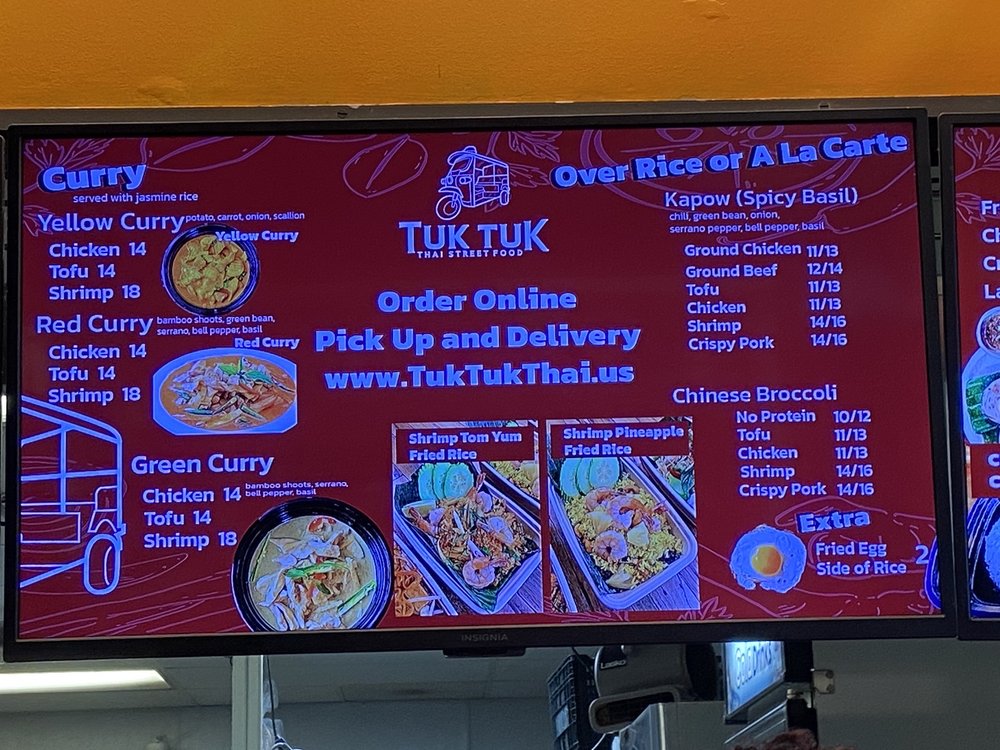 Curry
served with jasmine rice
Yellow Curry potato, carrot, onion, scallion
Chicken 14
Tofu 14
Shrimp 18
Yellow Curry
Red Curry bamboo shoots, green bean,
serrano, bell pepper, basil
Chicken 14
Tofu 14
Shrimp 18
Red Curry
Green Curry
bamboo shoots, serrano,
bell pepper, basil
Chicken 14
Tofu 14
Shrimp 18
TUK TUK
THAI STREET FOOD
Order Online
Pick Up and Delivery
www.TukTukThai.us
Shrimp Tom Yum
Fried Rice
Shrimp Pineapple
Fried Rice
Over Rice or A La Carte
Kapow (Spicy Basil)
chili, green bean, onion,
serrano pepper, bell pepper, basil
Ground Chicken 11/13
Ground Beef 12/14
Tofu 11/13
Chicken 11/13
Shrimp 14/16
Crispy Pork 14/16
Chinese Broccoli
No Protein 10/12
Tofu 11/13
Chicken 11/13
Shrimp 14/16
Crispy Pork 14/16
Extra
Fried Egg
Side of Rice 2
INSIGNIA
Lasko